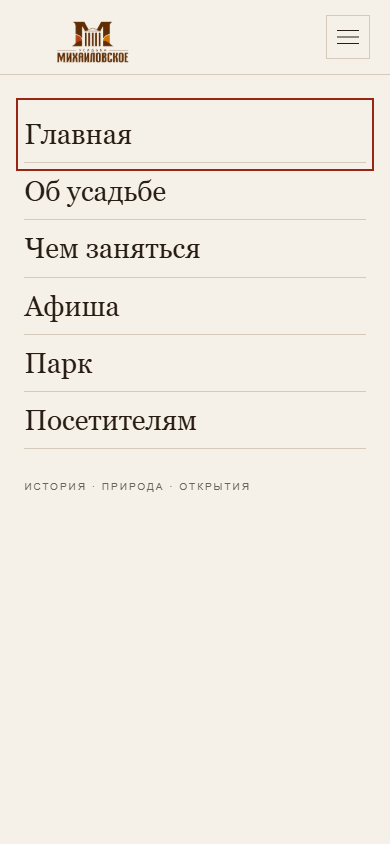 УСАДЬБА
МИХАЙЛОВСКОЕ
Главная
Об усадьбе
Чем заняться
Афиша
Парк
Посетителям
ИСТОРИЯ · ПРИРОДА · ОТКРЫТИЯ